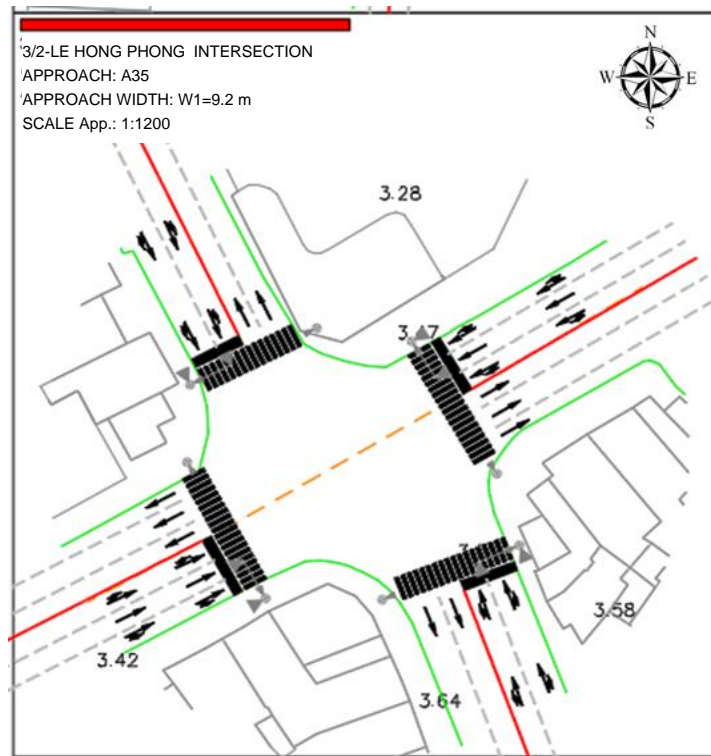 3/2-LE HONG PHONG INTERSECTION
APPROACH: A35
APPROACH WIDTH: W1=9.2 m
SCALE App.: 1:1200
N
W E
S
3.28
3.42
3.58
3.64